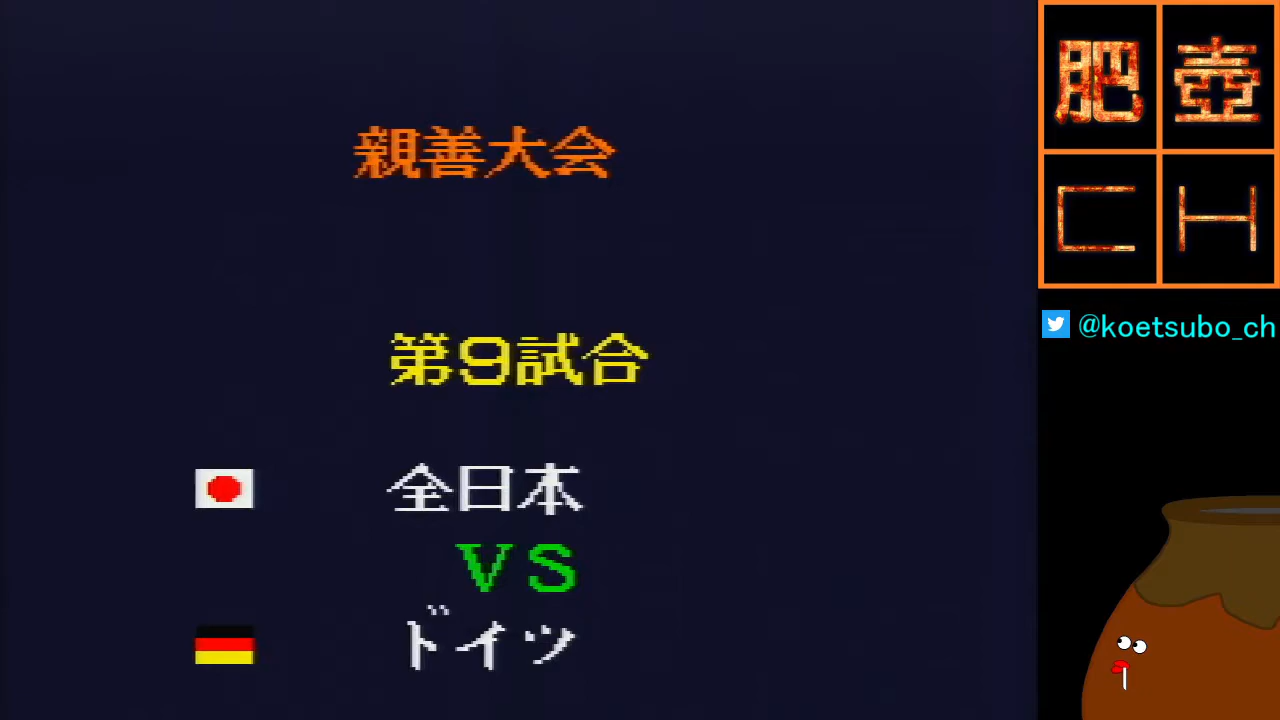 親善大会
第9試合
全日本
VS
ドイツ
肥壺
CH
@koetsubo_ch